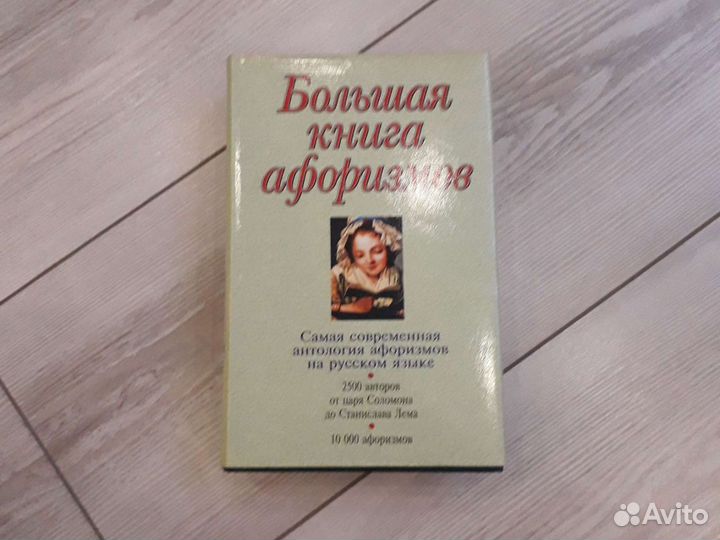 Большая
книга
афоризмов
Самая современная
антология афоризмов
на русском языке
2500 авторов
от царя Соломона
до Станислава Лема
10 000 афоризмов
Avito